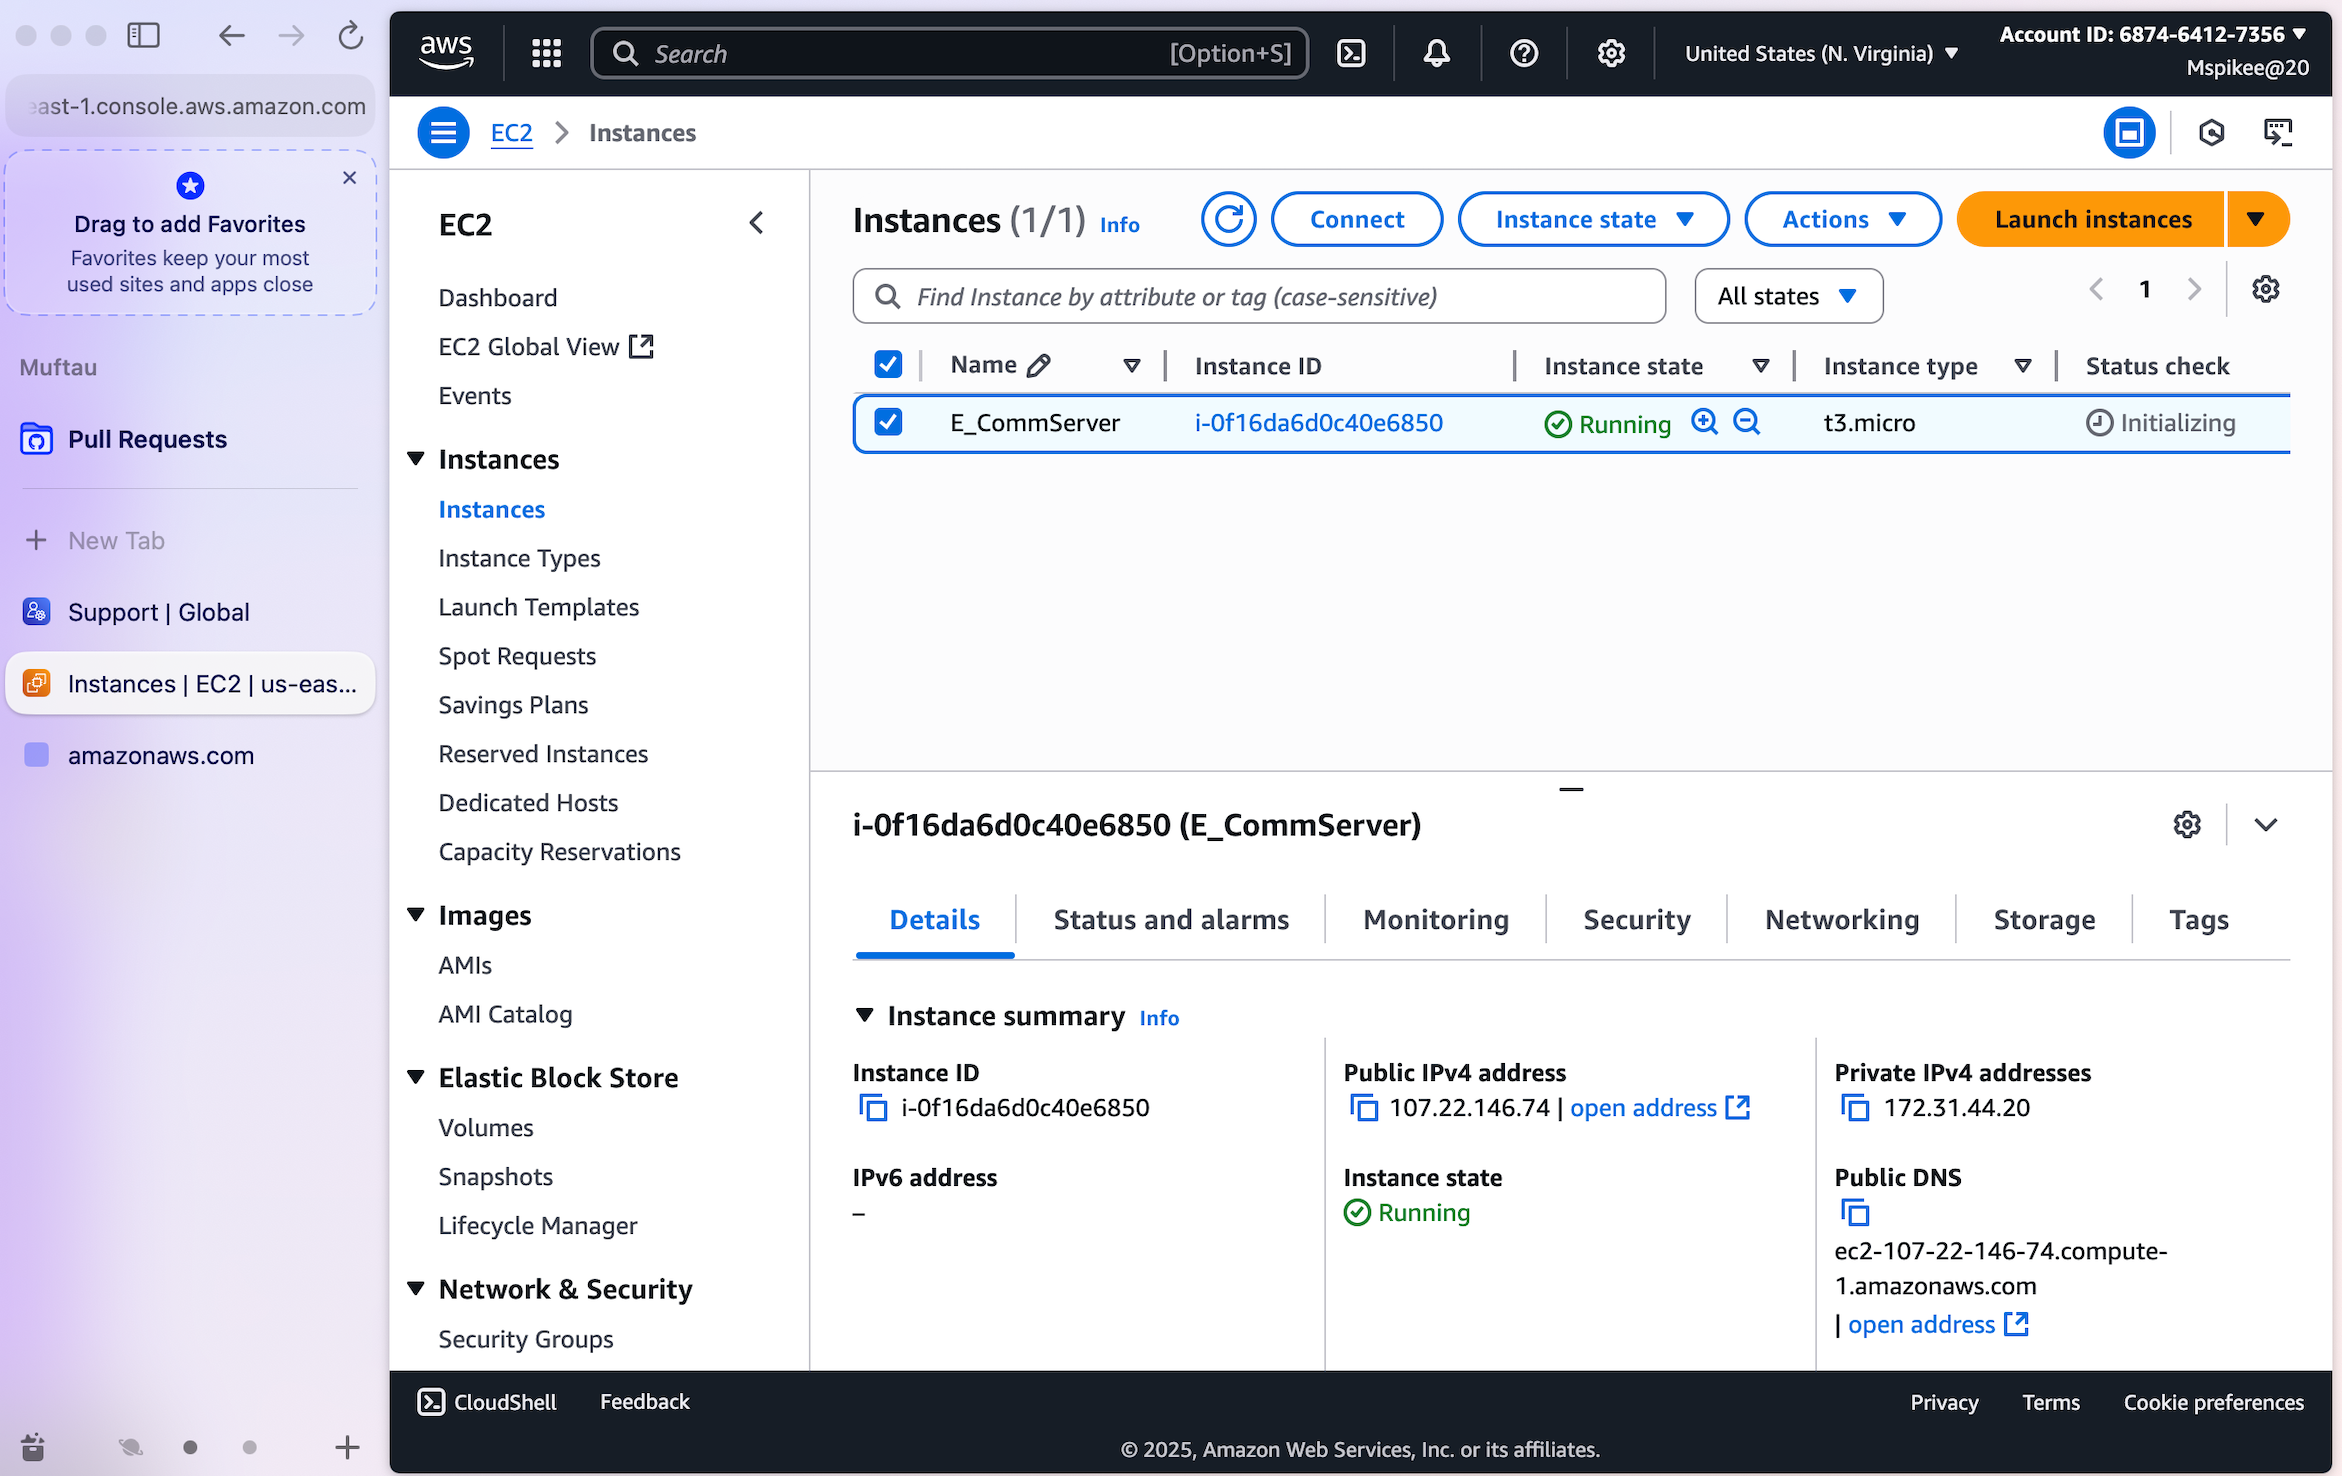 east-1.console.aws.amazon.com
Drag to add Favorites
Favorites keep your most
used sites and apps close
Muftau
Pull Requests
New Tab
Support | Global
Instances | EC2 | us-eas...
amazonaws.com
aws
Search
[Option+S]
United States (N. Virginia)
Account ID: 6874-6412-7356
Mspikee@20
EC2
Instances
EC2
Dashboard
EC2 Global View
Events
Instances
Instances
Instance Types
Launch Templates
Spot Requests
Savings Plans
Reserved Instances
Dedicated Hosts
Capacity Reservations
Images
AMIs
AMI Catalog
Elastic Block Store
Volumes
Snapshots
Lifecycle Manager
Network & Security
Security Groups
Instances (1/1) Info
Connect
Instance state
Actions
Launch instances
Find Instance by attribute or tag (case-sensitive)
All states
1
Name
Instance ID
Instance state
Instance type
Status check
E_CommServer
i-0f16da6d0c40e6850
Running
t3.micro
Initializing
i-0f16da6d0c40e6850 (E_CommServer)
Details
Status and alarms
Monitoring
Security
Networking
Storage
Tags
Instance summary Info
Instance ID
i-0f16da6d0c40e6850
IPv6 address
–
Public IPv4 address
107.22.146.74 | open address
Instance state
Running
Private IPv4 addresses
172.31.44.20
Public DNS
ec2-107-22-146-74.compute-
1.amazonaws.com
| open address
CloudShell
Feedback
Privacy
Terms
Cookie preferences
© 2025, Amazon Web Services, Inc. or its affiliates.